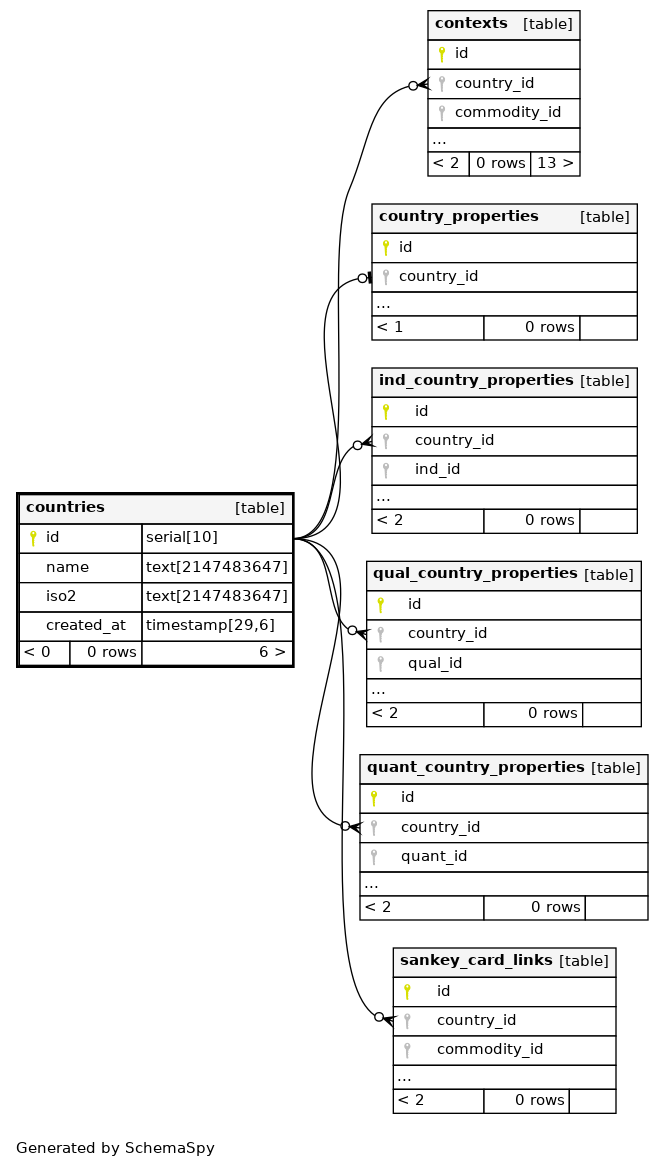 contexts [table]
id
country_id
commodity_id
...
< 2 0 rows 13 >
country_properties [table]
id
country_id
...
< 1 0 rows
ind_country_properties [table]
id
country_id
ind_id
...
< 2 0 rows
countries [table]
id serial[10]
name text[2147483647]
iso2 text[2147483647]
created_at timestamp[29,6]
< 0 0 rows 6 >
qual_country_properties [table]
id
country_id
qual_id
...
< 2 0 rows
quant_country_properties [table]
id
country_id
quant_id
...
< 2 0 rows
sankey_card_links [table]
id
country_id
commodity_id
...
< 2 0 rows
Generated by SchemaSpy